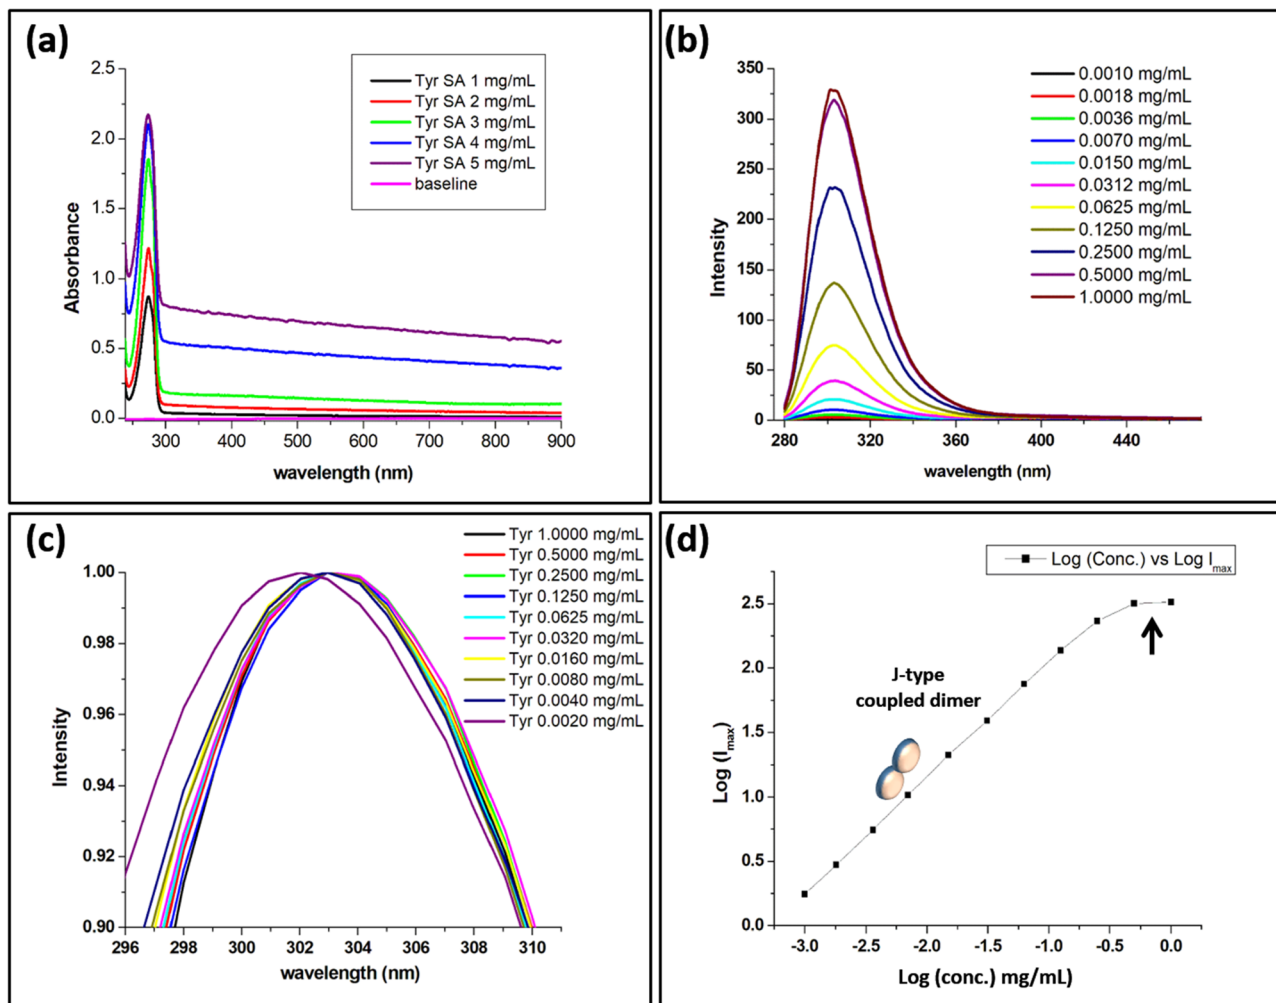 (a)
2.5
2.0
1.5
1.0
0.5
0.0
Absorbance
Tyr SA 1 mg/mL
Tyr SA 2 mg/mL
Tyr SA 3 mg/mL
Tyr SA 4 mg/mL
Tyr SA 5 mg/mL
baseline
300 400 500 600 700 800 900
wavelength (nm)
(b)
350
300
250
200
150
100
50
0
Intensity
0.0010 mg/mL
0.0018 mg/mL
0.0036 mg/mL
0.0070 mg/mL
0.0150 mg/mL
0.0312 mg/mL
0.0625 mg/mL
0.1250 mg/mL
0.2500 mg/mL
0.5000 mg/mL
1.0000 mg/mL
280 320 360 400 440
wavelength (nm)
(c)
1.00
0.98
0.96
0.94
0.92
0.90
Intensity
Tyr 1.0000 mg/mL
Tyr 0.5000 mg/mL
Tyr 0.2500 mg/mL
Tyr 0.1250 mg/mL
Tyr 0.0625 mg/mL
Tyr 0.0320 mg/mL
Tyr 0.0160 mg/mL
Tyr 0.0080 mg/mL
Tyr 0.0040 mg/mL
Tyr 0.0020 mg/mL
296 298 300 302 304 306 308 310
wavelength (nm)
(d)
Log (Conc.) vs Log Imax
2.5
2.0
1.5
1.0
0.5
0.0
Log (Imax)
J-type
coupled dimer
-3.0 -2.5 -2.0 -1.5 -1.0 -0.5 0.0
Log (conc.) mg/mL)